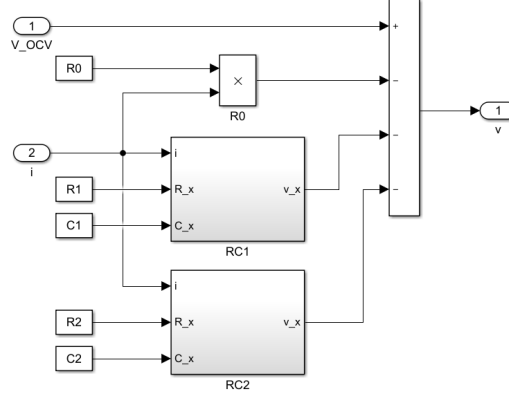 1
V_OCV
+
R0
×
−
R0
1
v
2
i
i
−
R1
R_x
v_x
−
C1
C_x
RC1
i
R2
R_x
v_x
C2
C_x
RC2